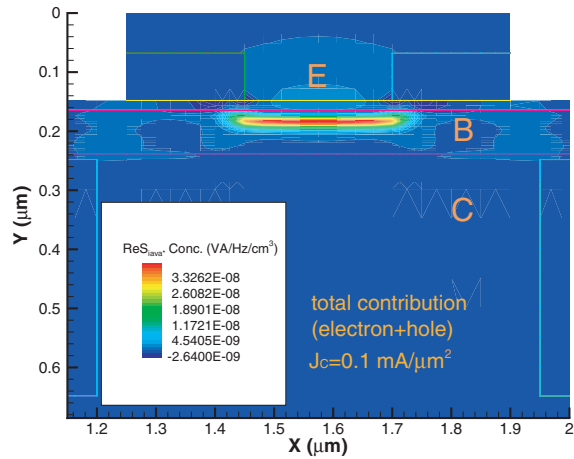 0
0.1
0.2
0.3
0.4
0.5
0.6
Y (μm)
E
B
C
ReS_iava*, Conc. (VA/Hz/cm³)
3.3262E-08
2.6082E-08
1.8901E-08
1.1721E-08
4.5405E-09
-2.6400E-09
total contribution
(electron+hole)
Jc=0.1 mA/μm²
1.2 1.3 1.4 1.5 1.6 1.7 1.8 1.9 2
X (μm)